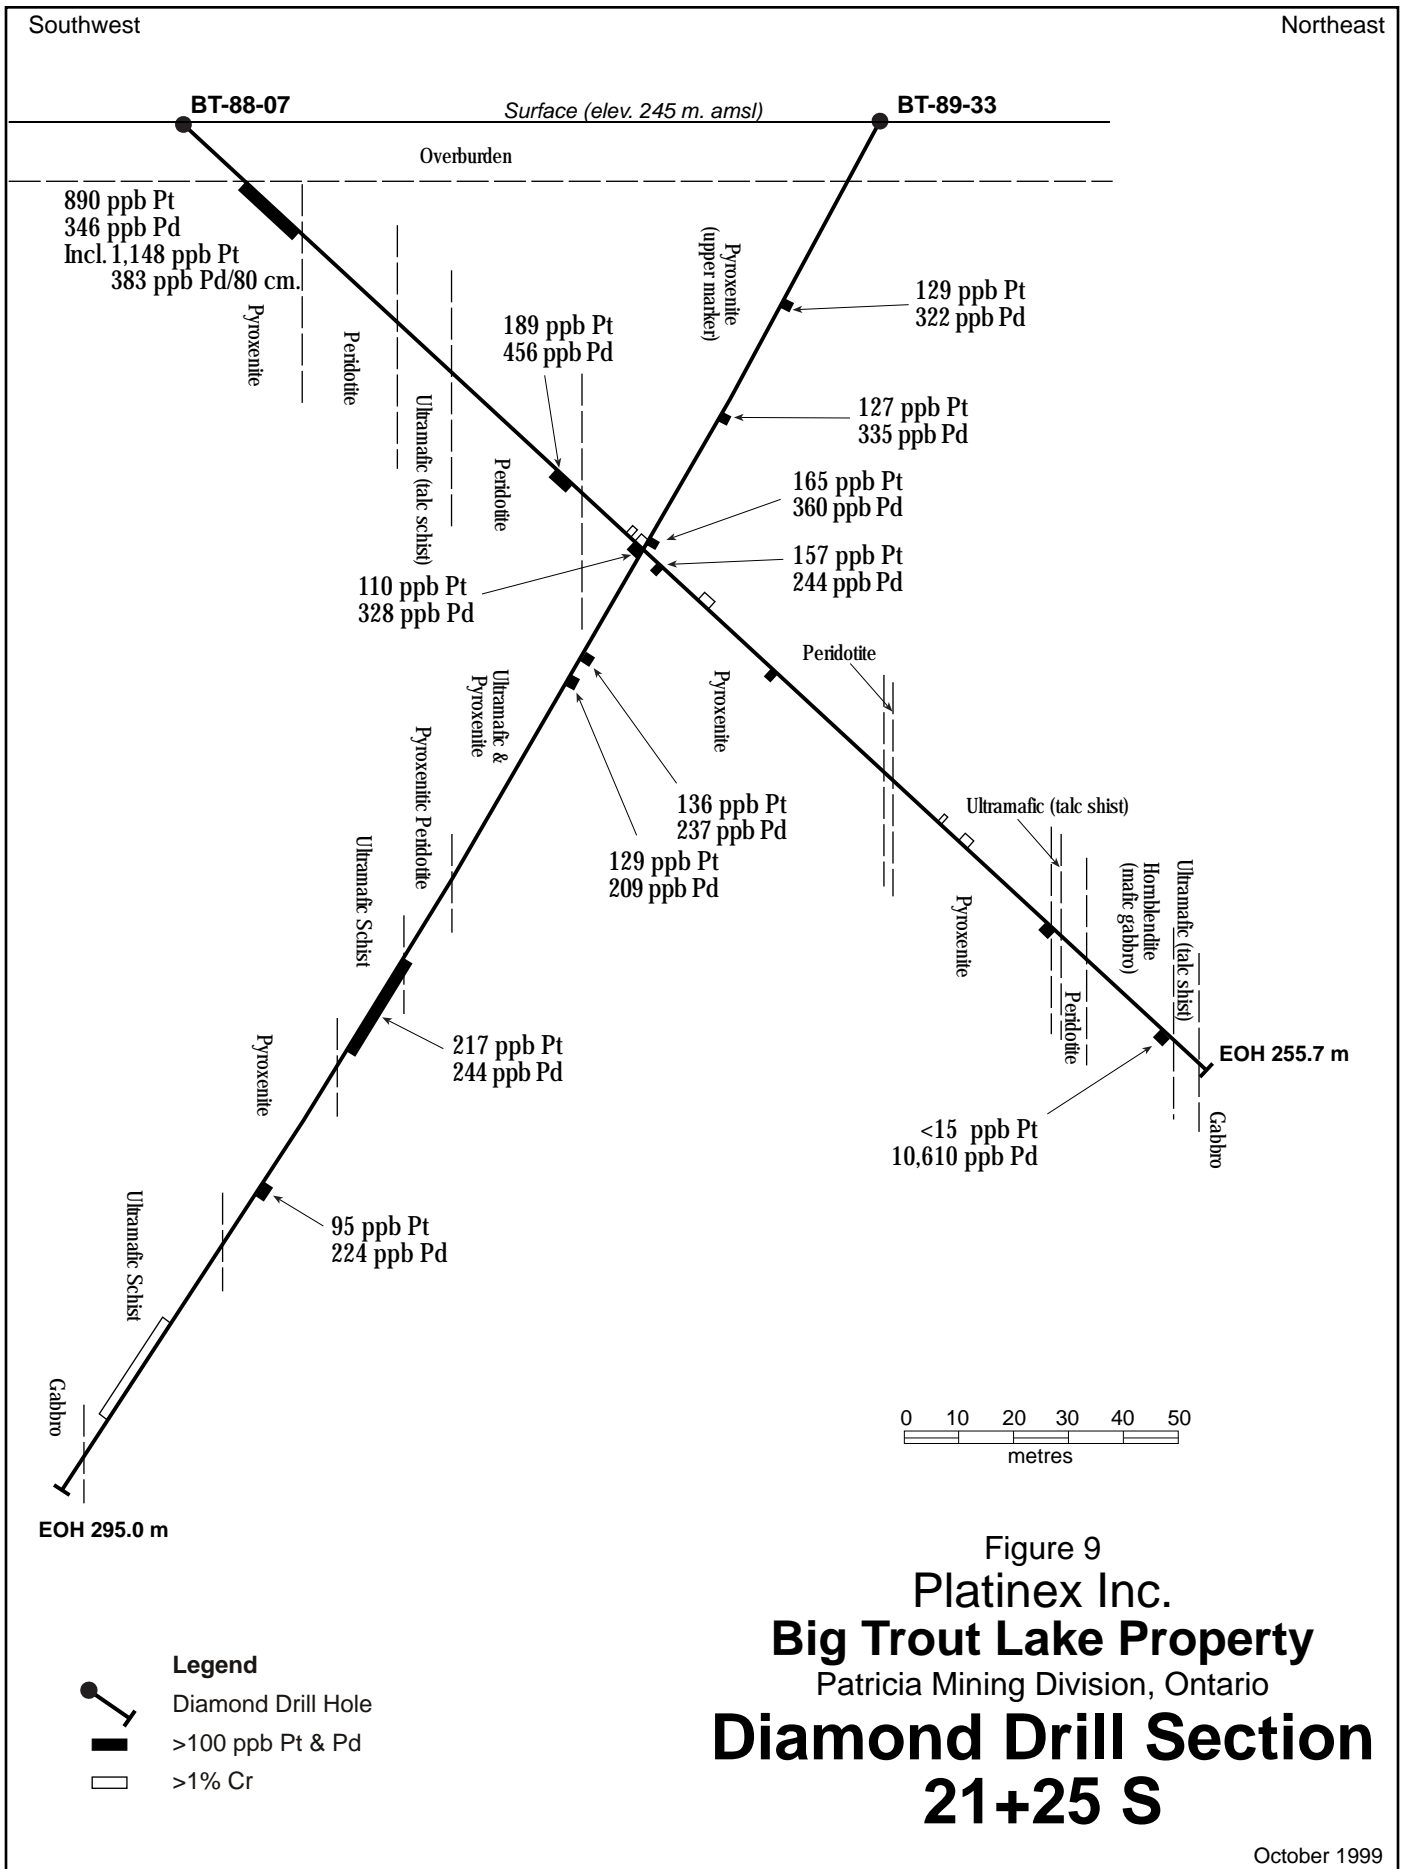 Southwest
Northeast
BT-88-07
Surface (elev. 245 m. amsl)
BT-89-33
Overburden
890 ppb Pt
346 ppb Pd
Incl. 1,148 ppb Pt
383 ppb Pd/80 cm.
Pyroxenite
(upper marker)
129 ppb Pt
322 ppb Pd
Pyroxenite
Peridotite
189 ppb Pt
456 ppb Pd
Ultramafic (talc schist)
Peridotite
127 ppb Pt
335 ppb Pd
165 ppb Pt
360 ppb Pd
157 ppb Pt
244 ppb Pd
110 ppb Pt
328 ppb Pd
Peridotite
Ultramafic &
Pyroxenite
Pyroxenite
Pyroxenitic Peridotite
136 ppb Pt
237 ppb Pd
Ultramafic (talc shist)
129 ppb Pt
209 ppb Pd
Ultramafic Schist
Pyroxenite
Hornblendite
(mafic gabbro)
Ultramafic (talc shist)
Peridotite
217 ppb Pt
244 ppb Pd
Pyroxenite
EOH 255.7 m
<15 ppb Pt
10,610 ppb Pd
Gabbro
95 ppb Pt
224 ppb Pd
Ultramafic Schist
Gabbro
0 10 20 30 40 50
metres
EOH 295.0 m
Figure 9
Platinex Inc.
Big Trout Lake Property
Patricia Mining Division, Ontario
Diamond Drill Section
21+25 S
Legend
Diamond Drill Hole
>100 ppb Pt & Pd
>1% Cr
October 1999